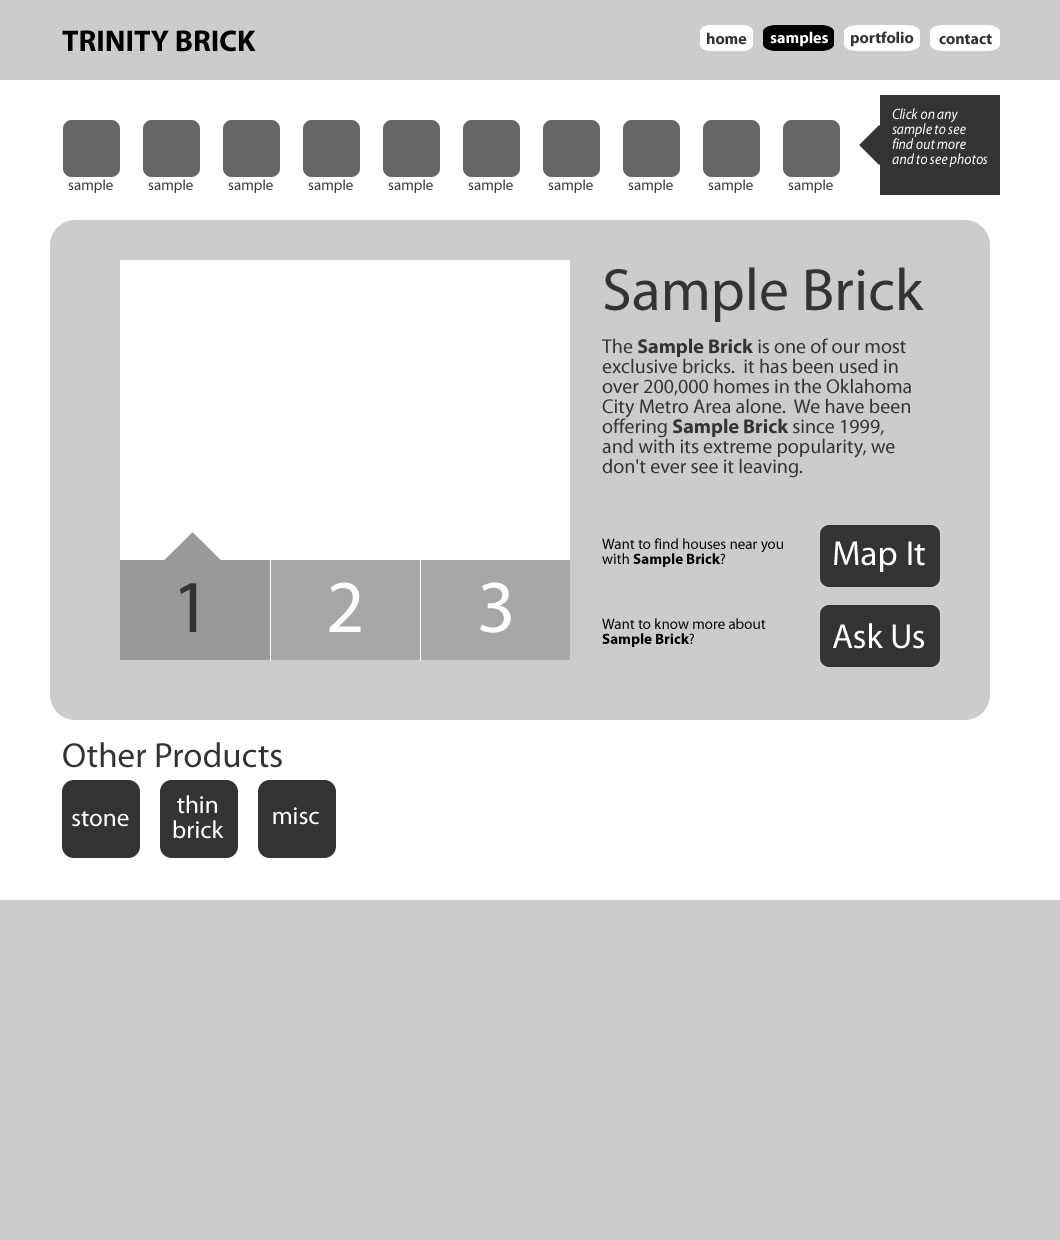 TRINITY BRICK
home
samples
portfolio
contact
Click on any
sample to see
find out more
and to see photos
sample
sample
sample
sample
sample
sample
sample
sample
sample
sample
Sample Brick
The Sample Brick is one of our most
exclusive bricks.  it has been used in
over 200,000 homes in the Oklahoma
City Metro Area alone.  We have been
offering Sample Brick since 1999,
and with its extreme popularity, we
don't ever see it leaving.
Want to find houses near you
with Sample Brick?
Map It
Want to know more about
Sample Brick?
Ask Us
1
2
3
Other Products
stone
thin
brick
misc